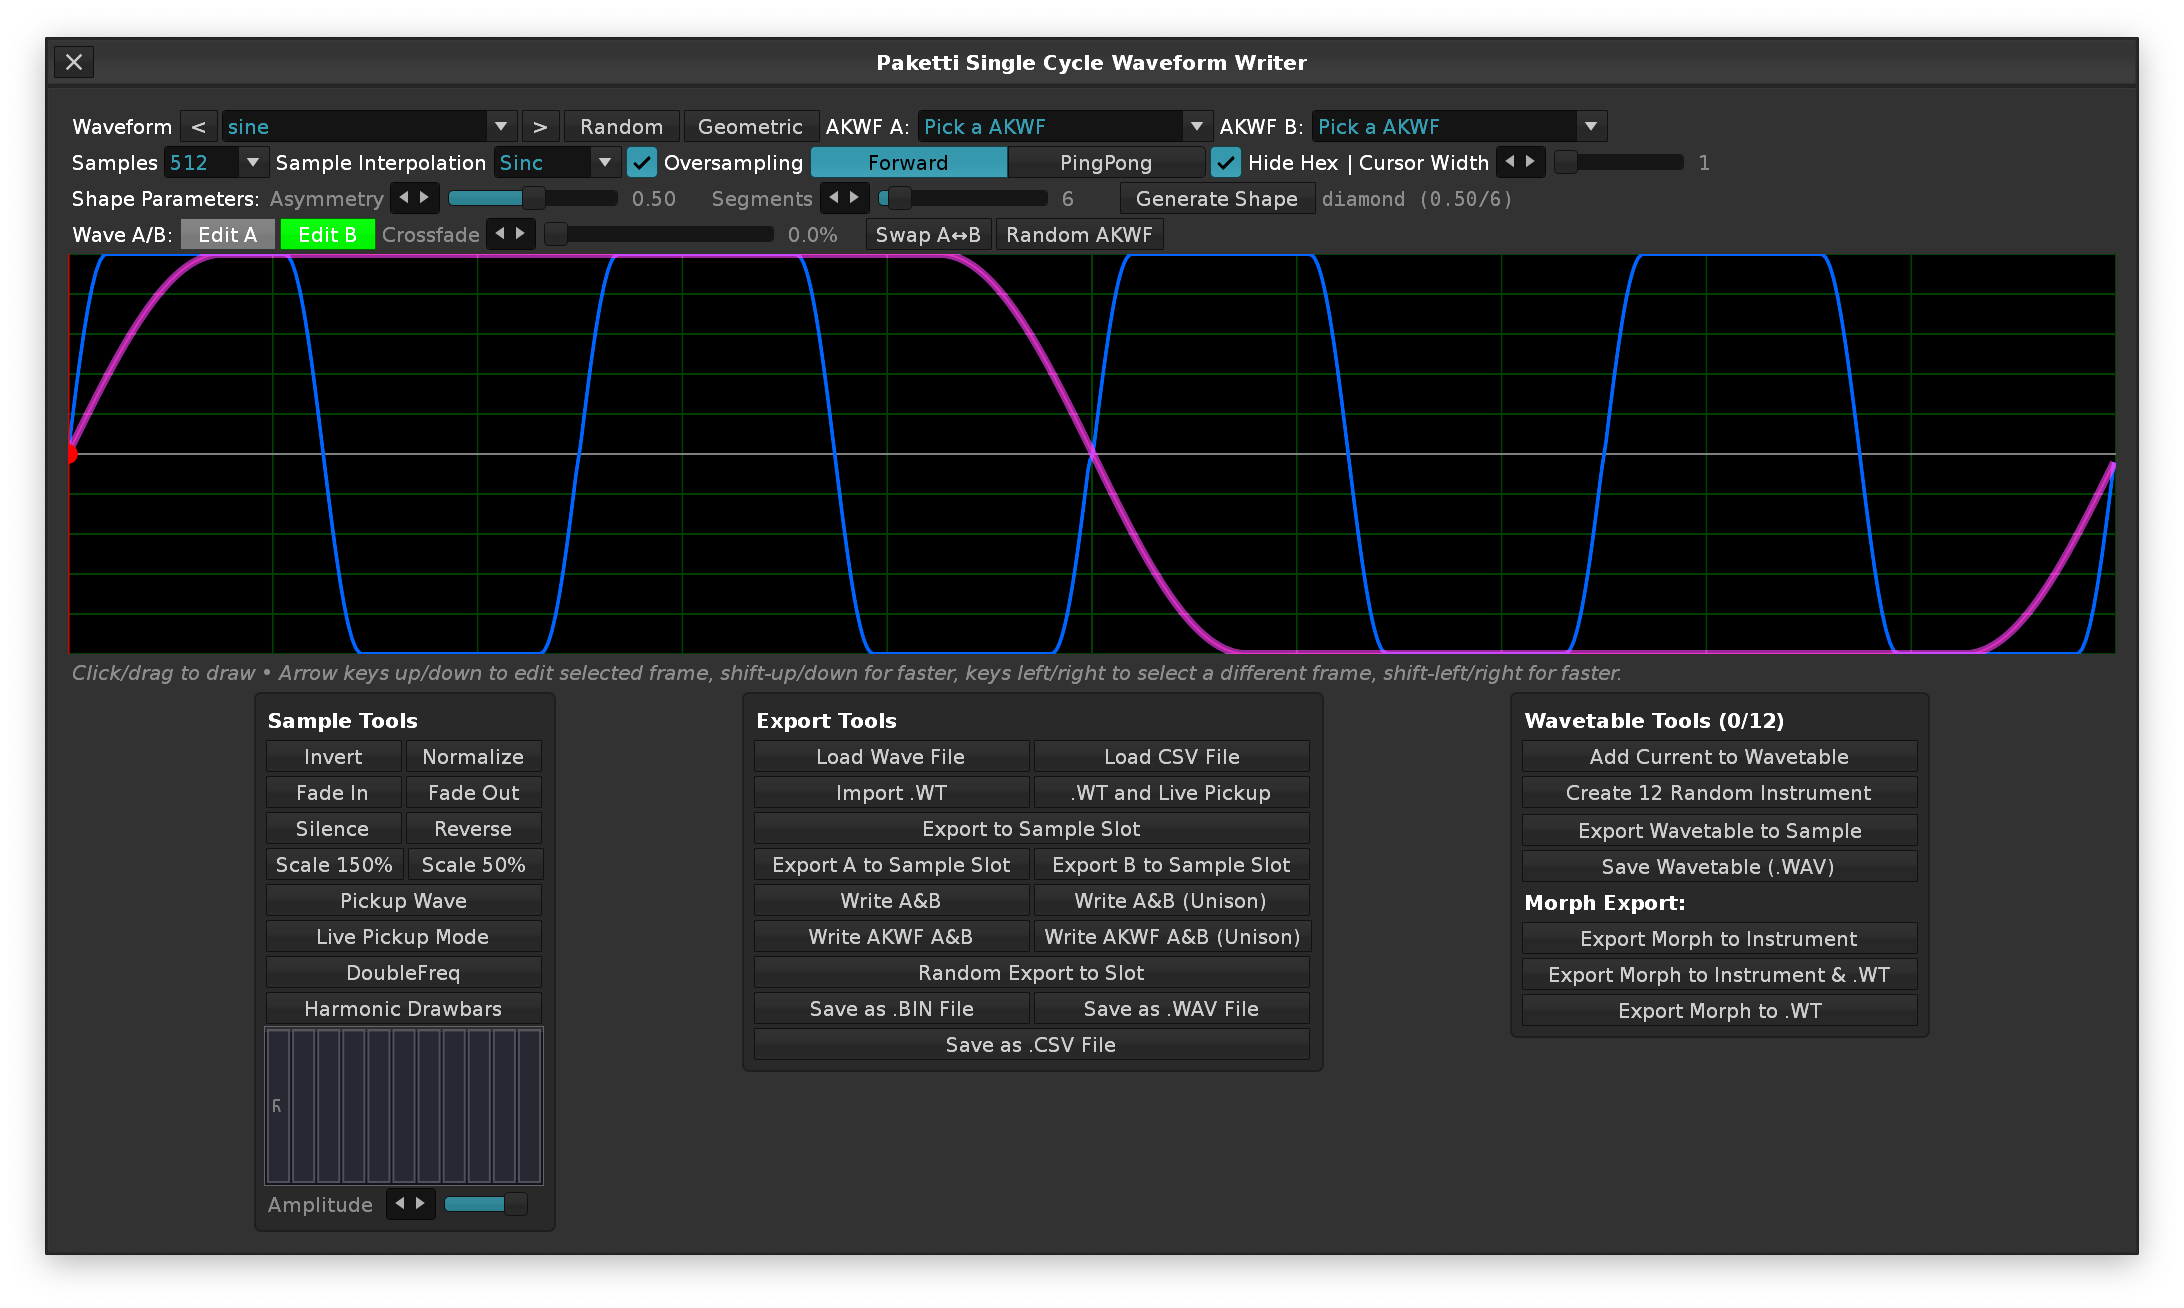 Paketti Single Cycle Waveform Writer
Waveform < sine > Random Geometric AKWF A: Pick a AKWF AKWF B: Pick a AKWF
Samples 512 Sample Interpolation Sinc Oversampling Forward PingPong Hide Hex | Cursor Width 1
Shape Parameters: Asymmetry 0.50 Segments 6 Generate Shape diamond (0.50/6)
Wave A/B: Edit A Edit B Crossfade 0.0% Swap A↔B Random AKWF
Click/drag to draw • Arrow keys up/down to edit selected frame, shift-up/down for faster, keys left/right to select a different frame, shift-left/right for faster.
Sample Tools
Invert Normalize
Fade In Fade Out
Silence Reverse
Scale 150% Scale 50%
Pickup Wave
Live Pickup Mode
DoubleFreq
Harmonic Drawbars
Amplitude
Export Tools
Load Wave File Load CSV File
Import .WT .WT and Live Pickup
Export to Sample Slot
Export A to Sample Slot Export B to Sample Slot
Write A&B Write A&B (Unison)
Write AKWF A&B Write AKWF A&B (Unison)
Random Export to Slot
Save as .BIN File Save as .WAV File
Save as .CSV File
Wavetable Tools (0/12)
Add Current to Wavetable
Create 12 Random Instrument
Export Wavetable to Sample
Save Wavetable (.WAV)
Morph Export:
Export Morph to Instrument
Export Morph to Instrument & .WT
Export Morph to .WT